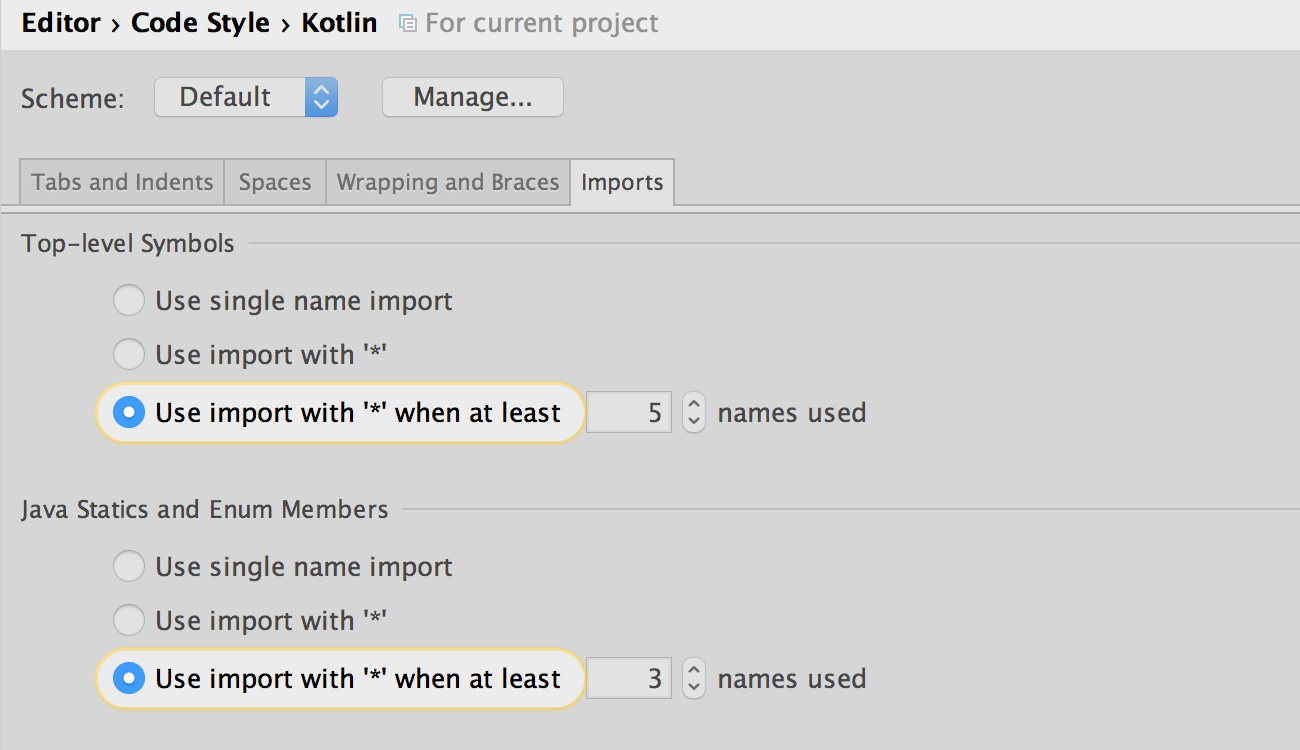 Editor › Code Style › Kotlin For current project
Scheme: Default Manage...
Tabs and Indents Spaces Wrapping and Braces Imports
Top-level Symbols
Use single name import
Use import with '*'
Use import with '*' when at least 5 names used
Java Statics and Enum Members
Use single name import
Use import with '*'
Use import with '*' when at least 3 names used